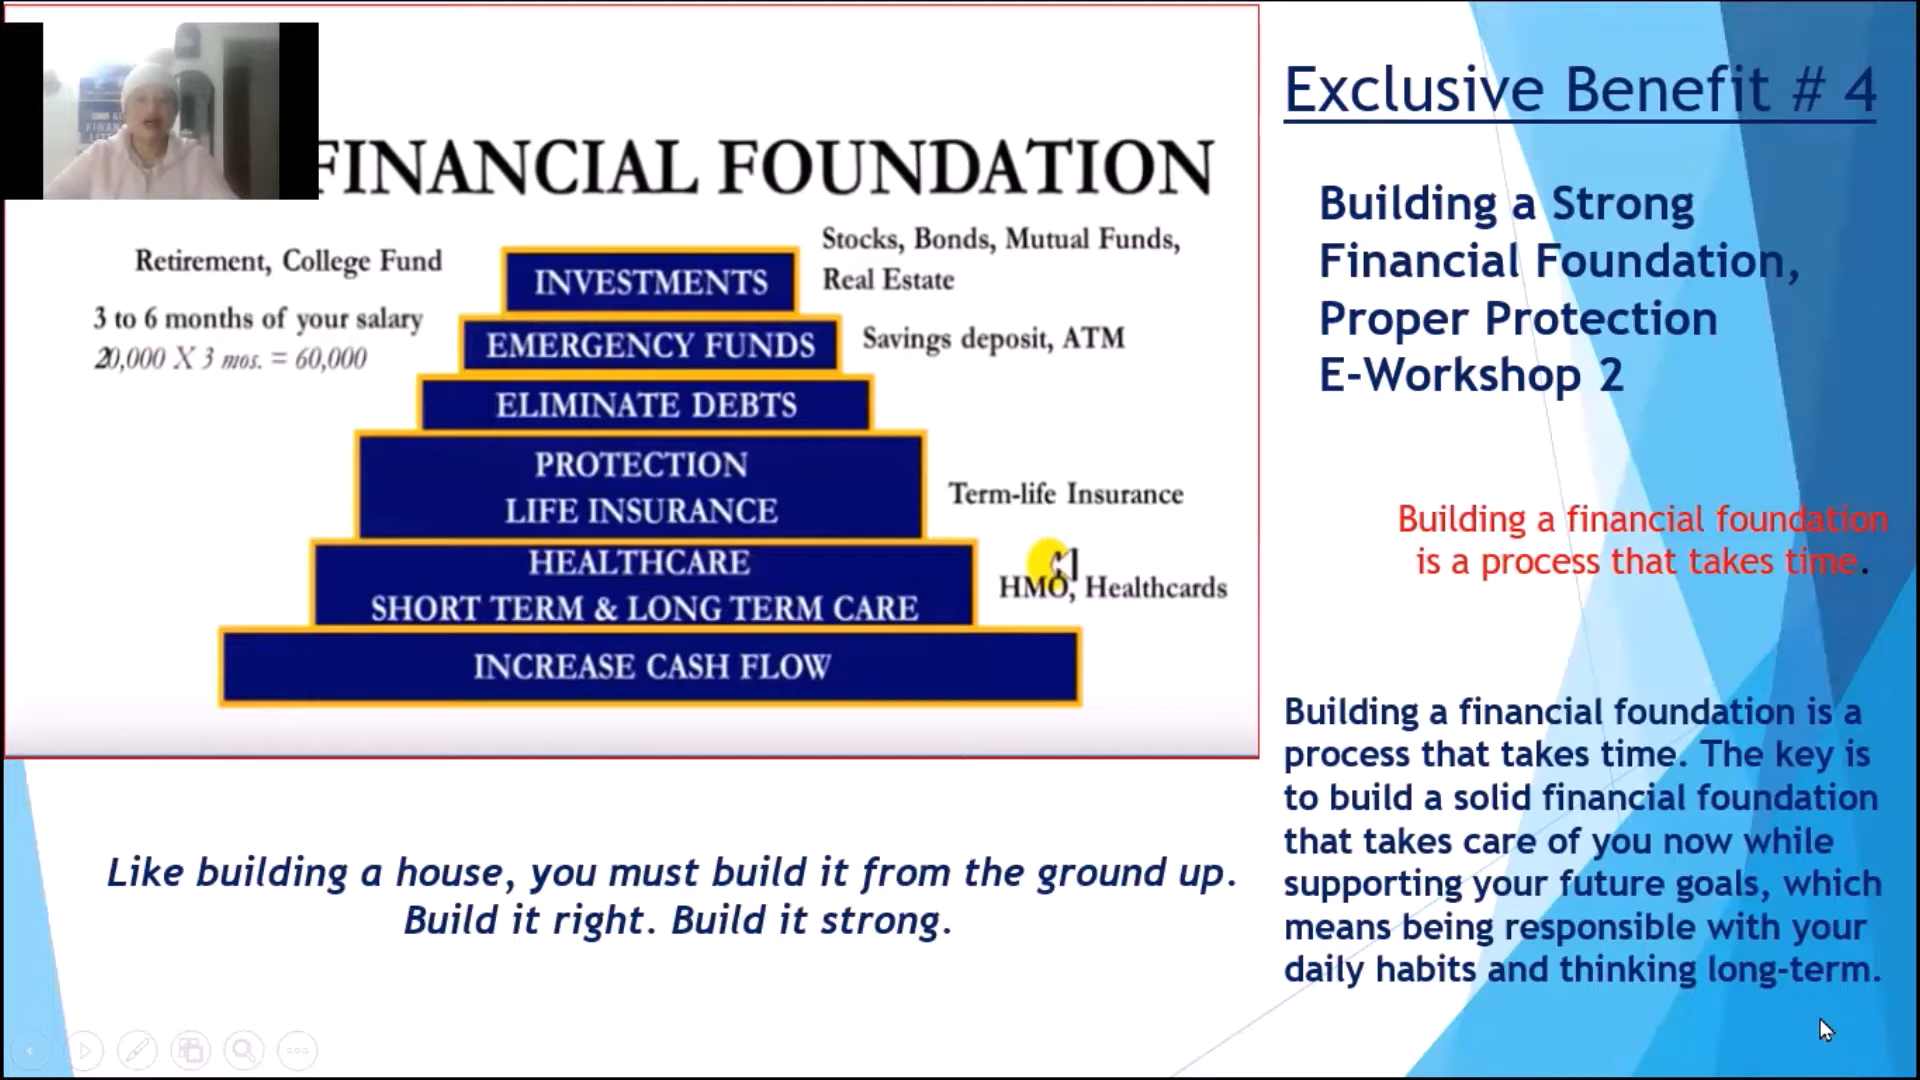 FINANCIAL FOUNDATION
Retirement, College Fund
INVESTMENTS
Stocks, Bonds, Mutual Funds,
Real Estate
3 to 6 months of your salary
20,000 X 3 mos. = 60,000
EMERGENCY FUNDS
Savings deposit, ATM
ELIMINATE DEBTS
PROTECTION
LIFE INSURANCE
Term-life Insurance
HEALTHCARE
SHORT TERM & LONG TERM CARE
HMO, Healthcards
INCREASE CASH FLOW
Like building a house, you must build it from the ground up.
Build it right. Build it strong.
Exclusive Benefit # 4
Building a Strong
Financial Foundation,
Proper Protection
E-Workshop 2
Building a financial foundation
is a process that takes time.
Building a financial foundation is a
process that takes time. The key is
to build a solid financial foundation
that takes care of you now while
supporting your future goals, which
means being responsible with your
daily habits and thinking long-term.